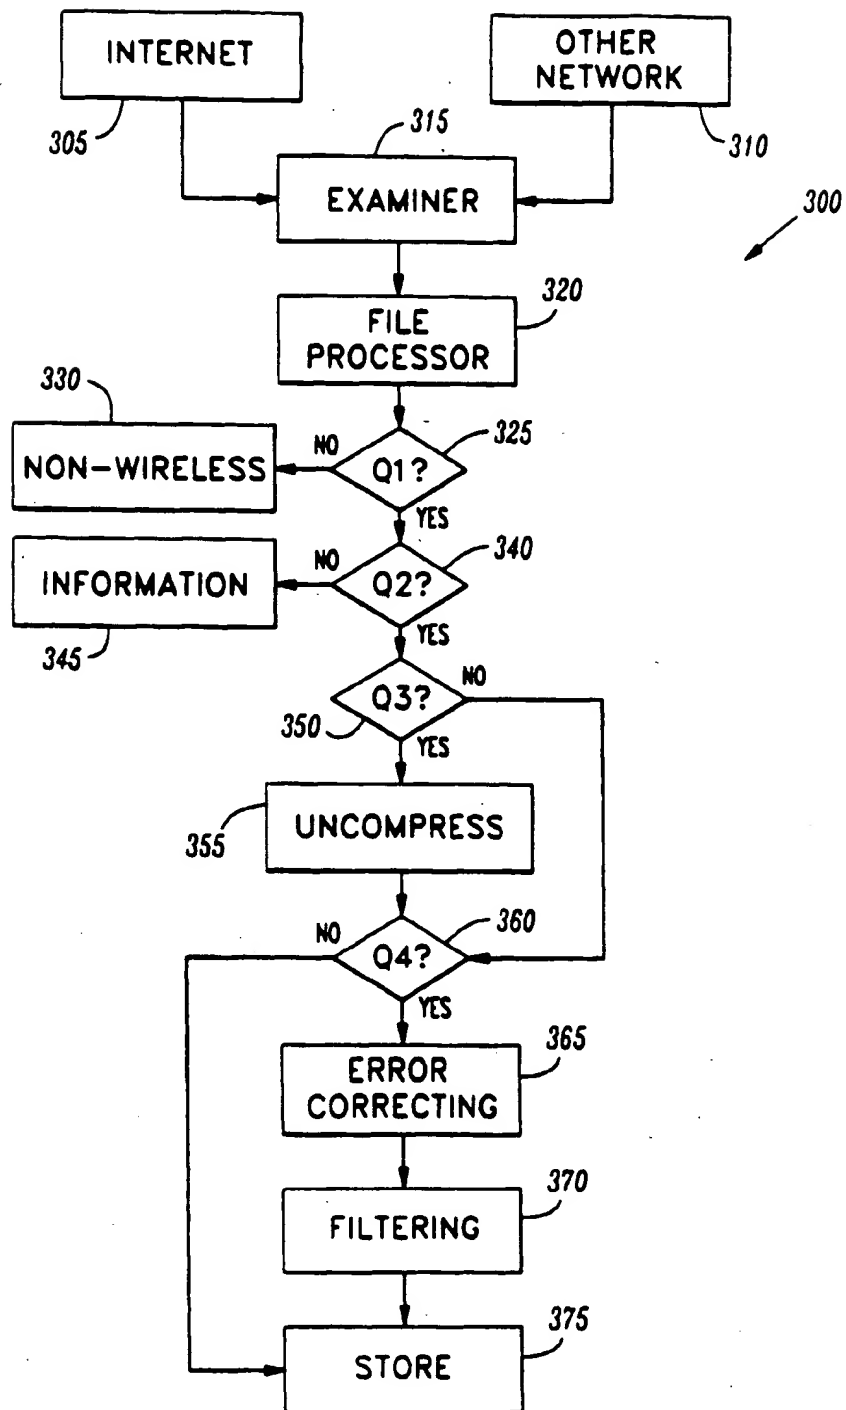 INTERNET
305
OTHER
NETWORK
310
315
EXAMINER
300
320
FILE
PROCESSOR
330
NON-WIRELESS
NO
325
Q1?
YES
340
INFORMATION
NO
Q2?
345
YES
NO
Q3?
350
YES
355
UNCOMPRESS
360
NO
Q4?
YES
365
ERROR
CORRECTING
370
FILTERING
375
STORE